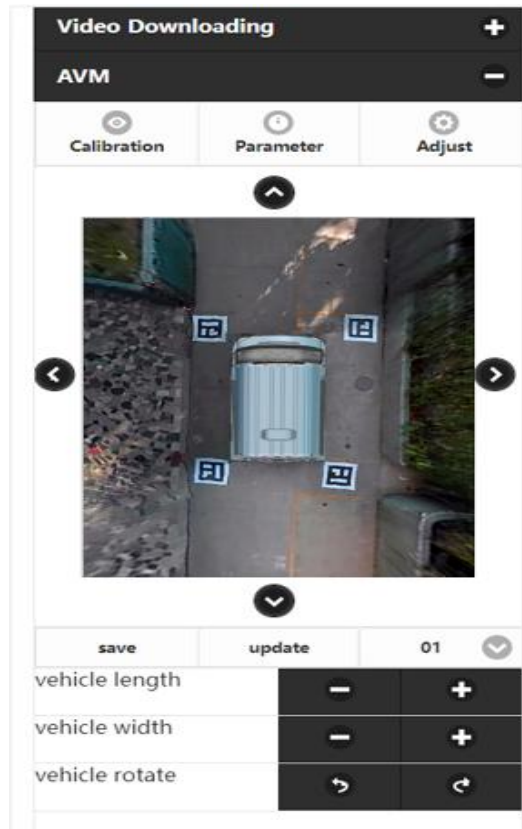 Video Downloading
AVM
Calibration Parameter Adjust
save update 01
vehicle length
vehicle width
vehicle rotate